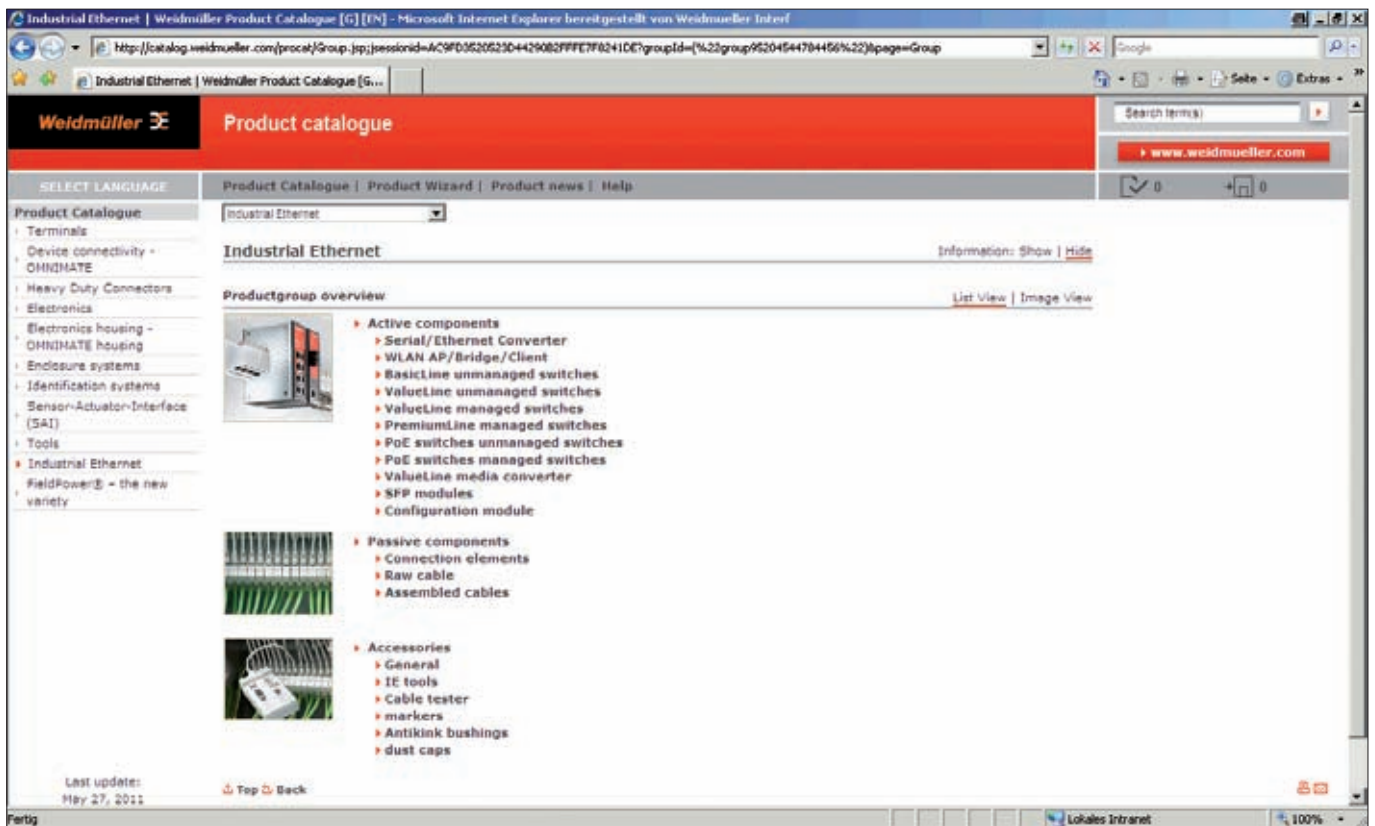 Industrial Ethernet | Weidmüller Product Catalogue [G] [EN] - Microsoft Internet Explorer bereitgestellt von Weidmueller Interf
Google
Industrial Ethernet | Weidmüller Product Catalogue [G...
Seite
Extras
Weidmüller
Product catalogue
Search term(s)
www.weidmueller.com
SELECT LANGUAGE
Product Catalogue | Product Wizard | Product news | Help
0
0
Product Catalogue
Terminals
Device connectivity -
OMNIMATE
Heavy Duty Connectors
Electronics
Electronics housing -
OMNIMATE housing
Enclosure systems
Identification systems
Sensor-Actuator-Interface
(SAI)
Tools
Industrial Ethernet
FieldPower® - the new
variety
Last update:
May 27, 2011
Industrial Ethernet
Industrial Ethernet
Information: Show | Hide
Productgroup overview
List View | Image View
Active components
Serial/Ethernet Converter
WLAN AP/Bridge/Client
BasicLine unmanaged switches
ValueLine unmanaged switches
ValueLine managed switches
PremiumLine managed switches
PoE switches unmanaged switches
PoE switches managed switches
ValueLine media converter
SFP modules
Configuration module
Passive components
Connection elements
Raw cable
Assembled cables
Accessories
General
IE tools
Cable tester
markers
Antikink bushings
dust caps
Top Back
Fertig
Lokales Intranet
100%